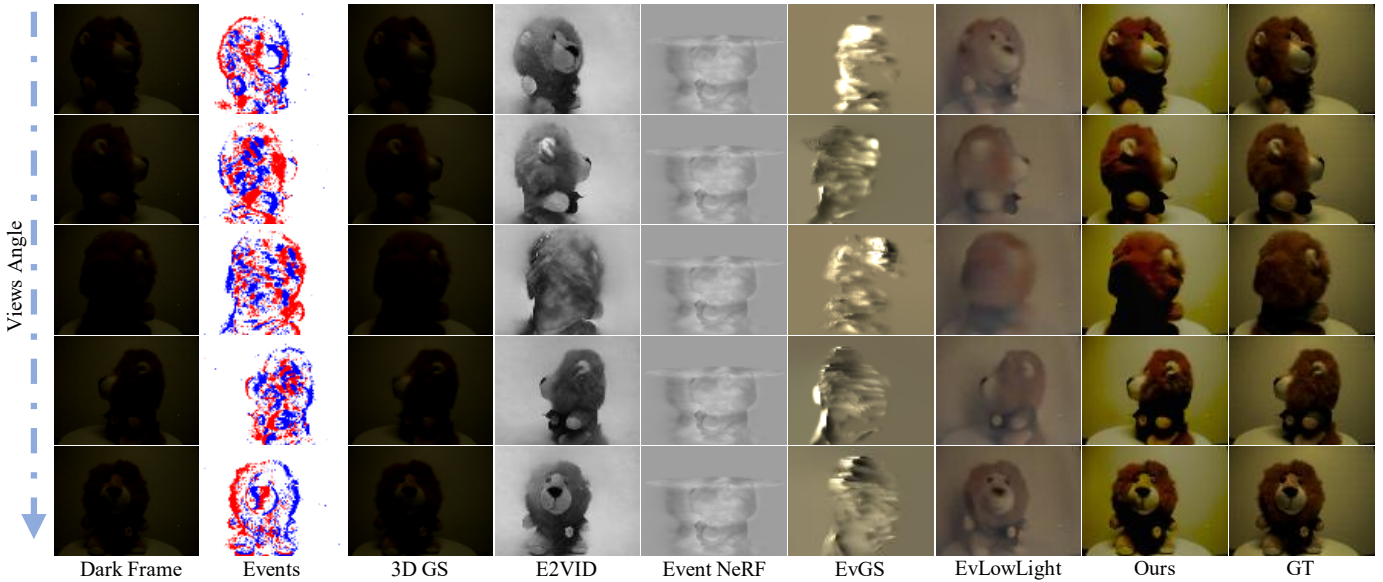 Views Angle
Dark Frame
Events
3D GS
E2VID
Event NeRF
EvGS
EvLowLight
Ours
GT